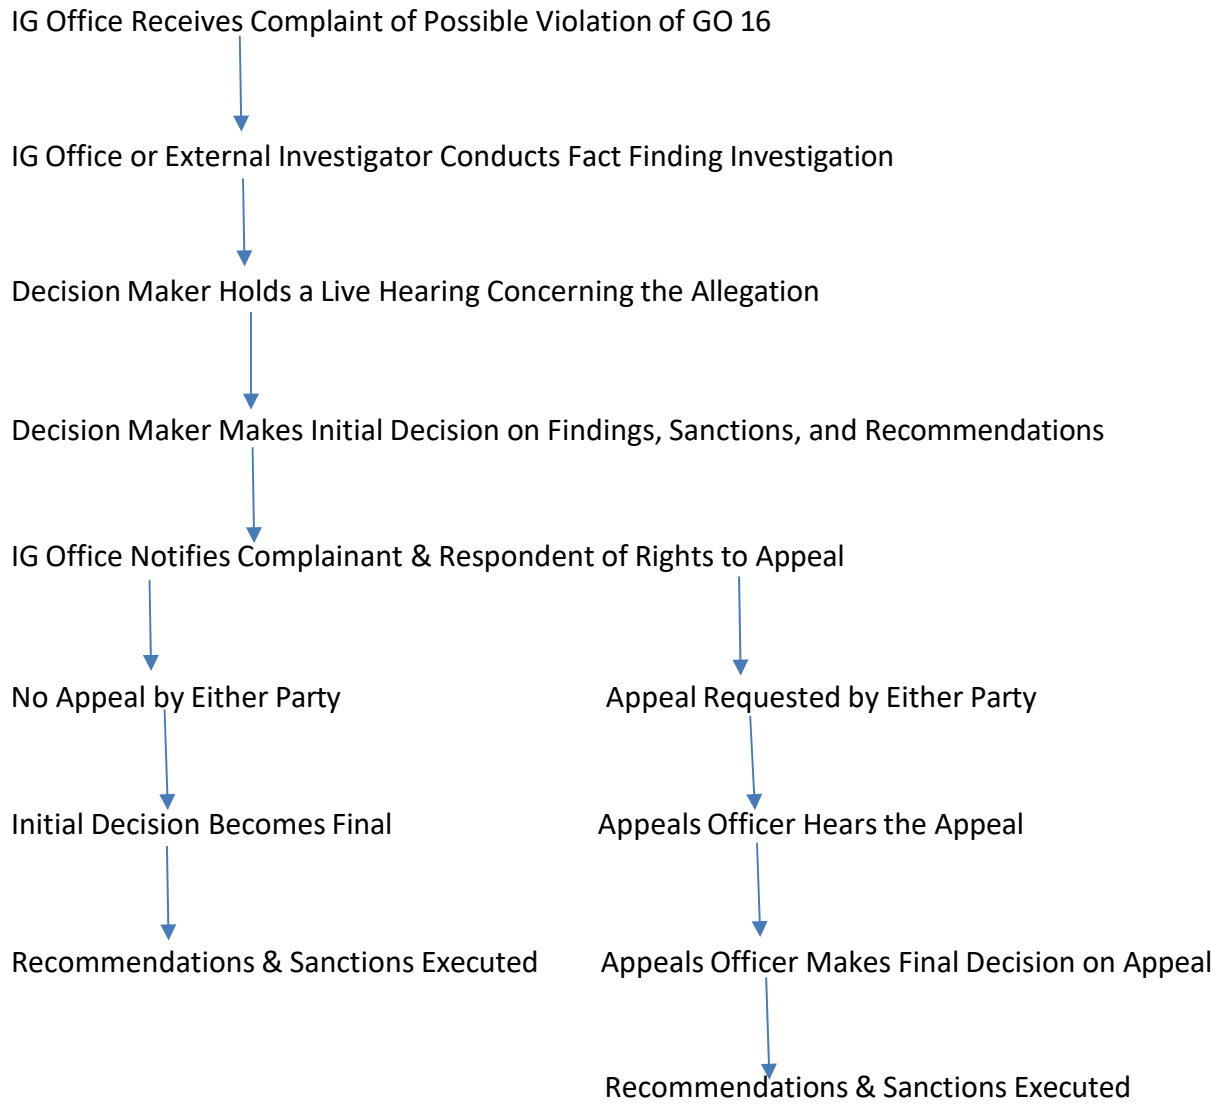 IG Office Receives Complaint of Possible Violation of GO 16
IG Office or External Investigator Conducts Fact Finding Investigation
Decision Maker Holds a Live Hearing Concerning the Allegation
Decision Maker Makes Initial Decision on Findings, Sanctions, and Recommendations
IG Office Notifies Complainant & Respondent of Rights to Appeal
No Appeal by Either Party
Appeal Requested by Either Party
Initial Decision Becomes Final
Appeals Officer Hears the Appeal
Recommendations & Sanctions Executed
Appeals Officer Makes Final Decision on Appeal
Recommendations & Sanctions Executed